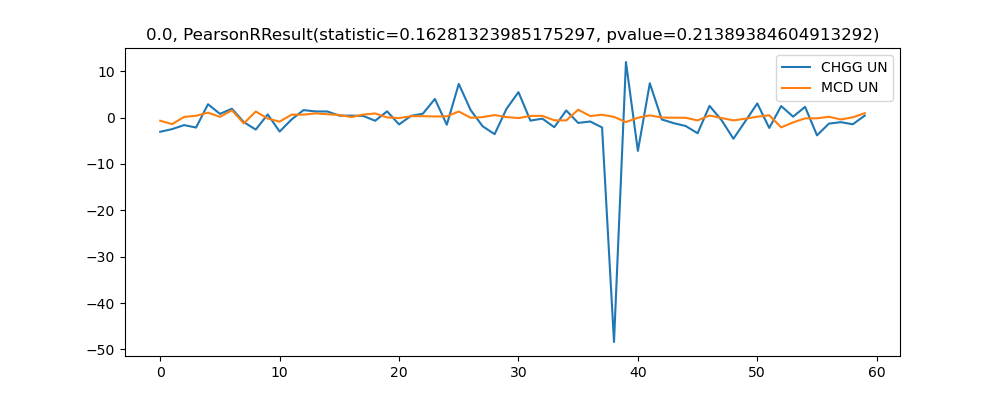 0.0, PearsonRResult(statistic=0.16281323985175297, pvalue=0.21389384604913292)
CHGG UN
MCD UN
10
0
−10
−20
−30
−40
−50
0 10 20 30 40 50 60